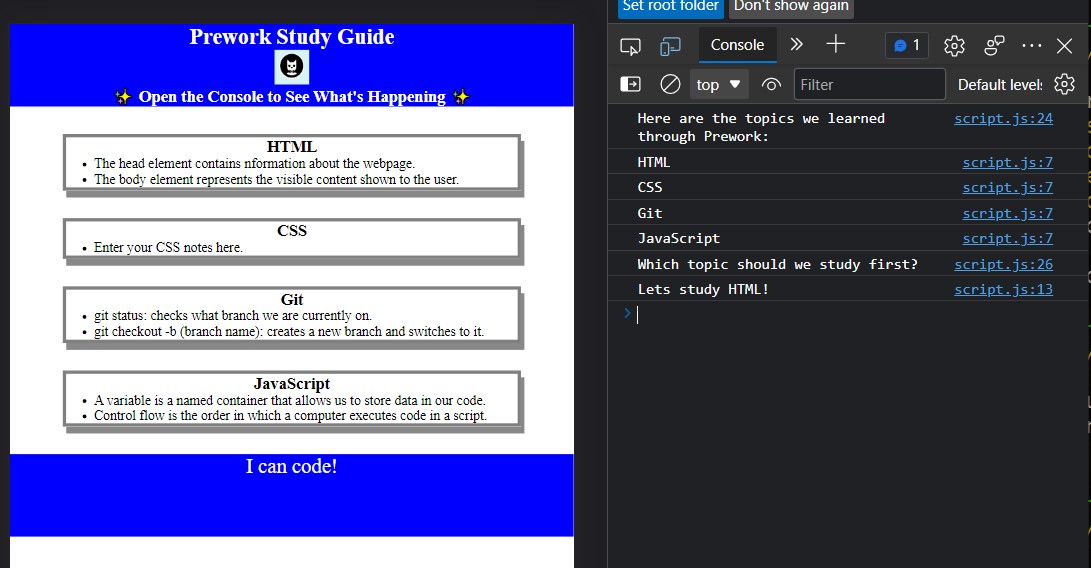 Set root folder Don't show again
Prework Study Guide
✨ Open the Console to See What's Happening ✨
HTML
• The head element contains nformation about the webpage.
• The body element represents the visible content shown to the user.
CSS
• Enter your CSS notes here.
Git
• git status: checks what branch we are currently on.
• git checkout -b (branch name): creates a new branch and switches to it.
JavaScript
• A variable is a named container that allows us to store data in our code.
• Control flow is the order in which a computer executes code in a script.
I can code!
Console 1
top Filter Default levels
Here are the topics we learned script.js:24
through Prework:
HTML script.js:7
CSS script.js:7
Git script.js:7
JavaScript script.js:7
Which topic should we study first? script.js:26
Lets study HTML! script.js:13